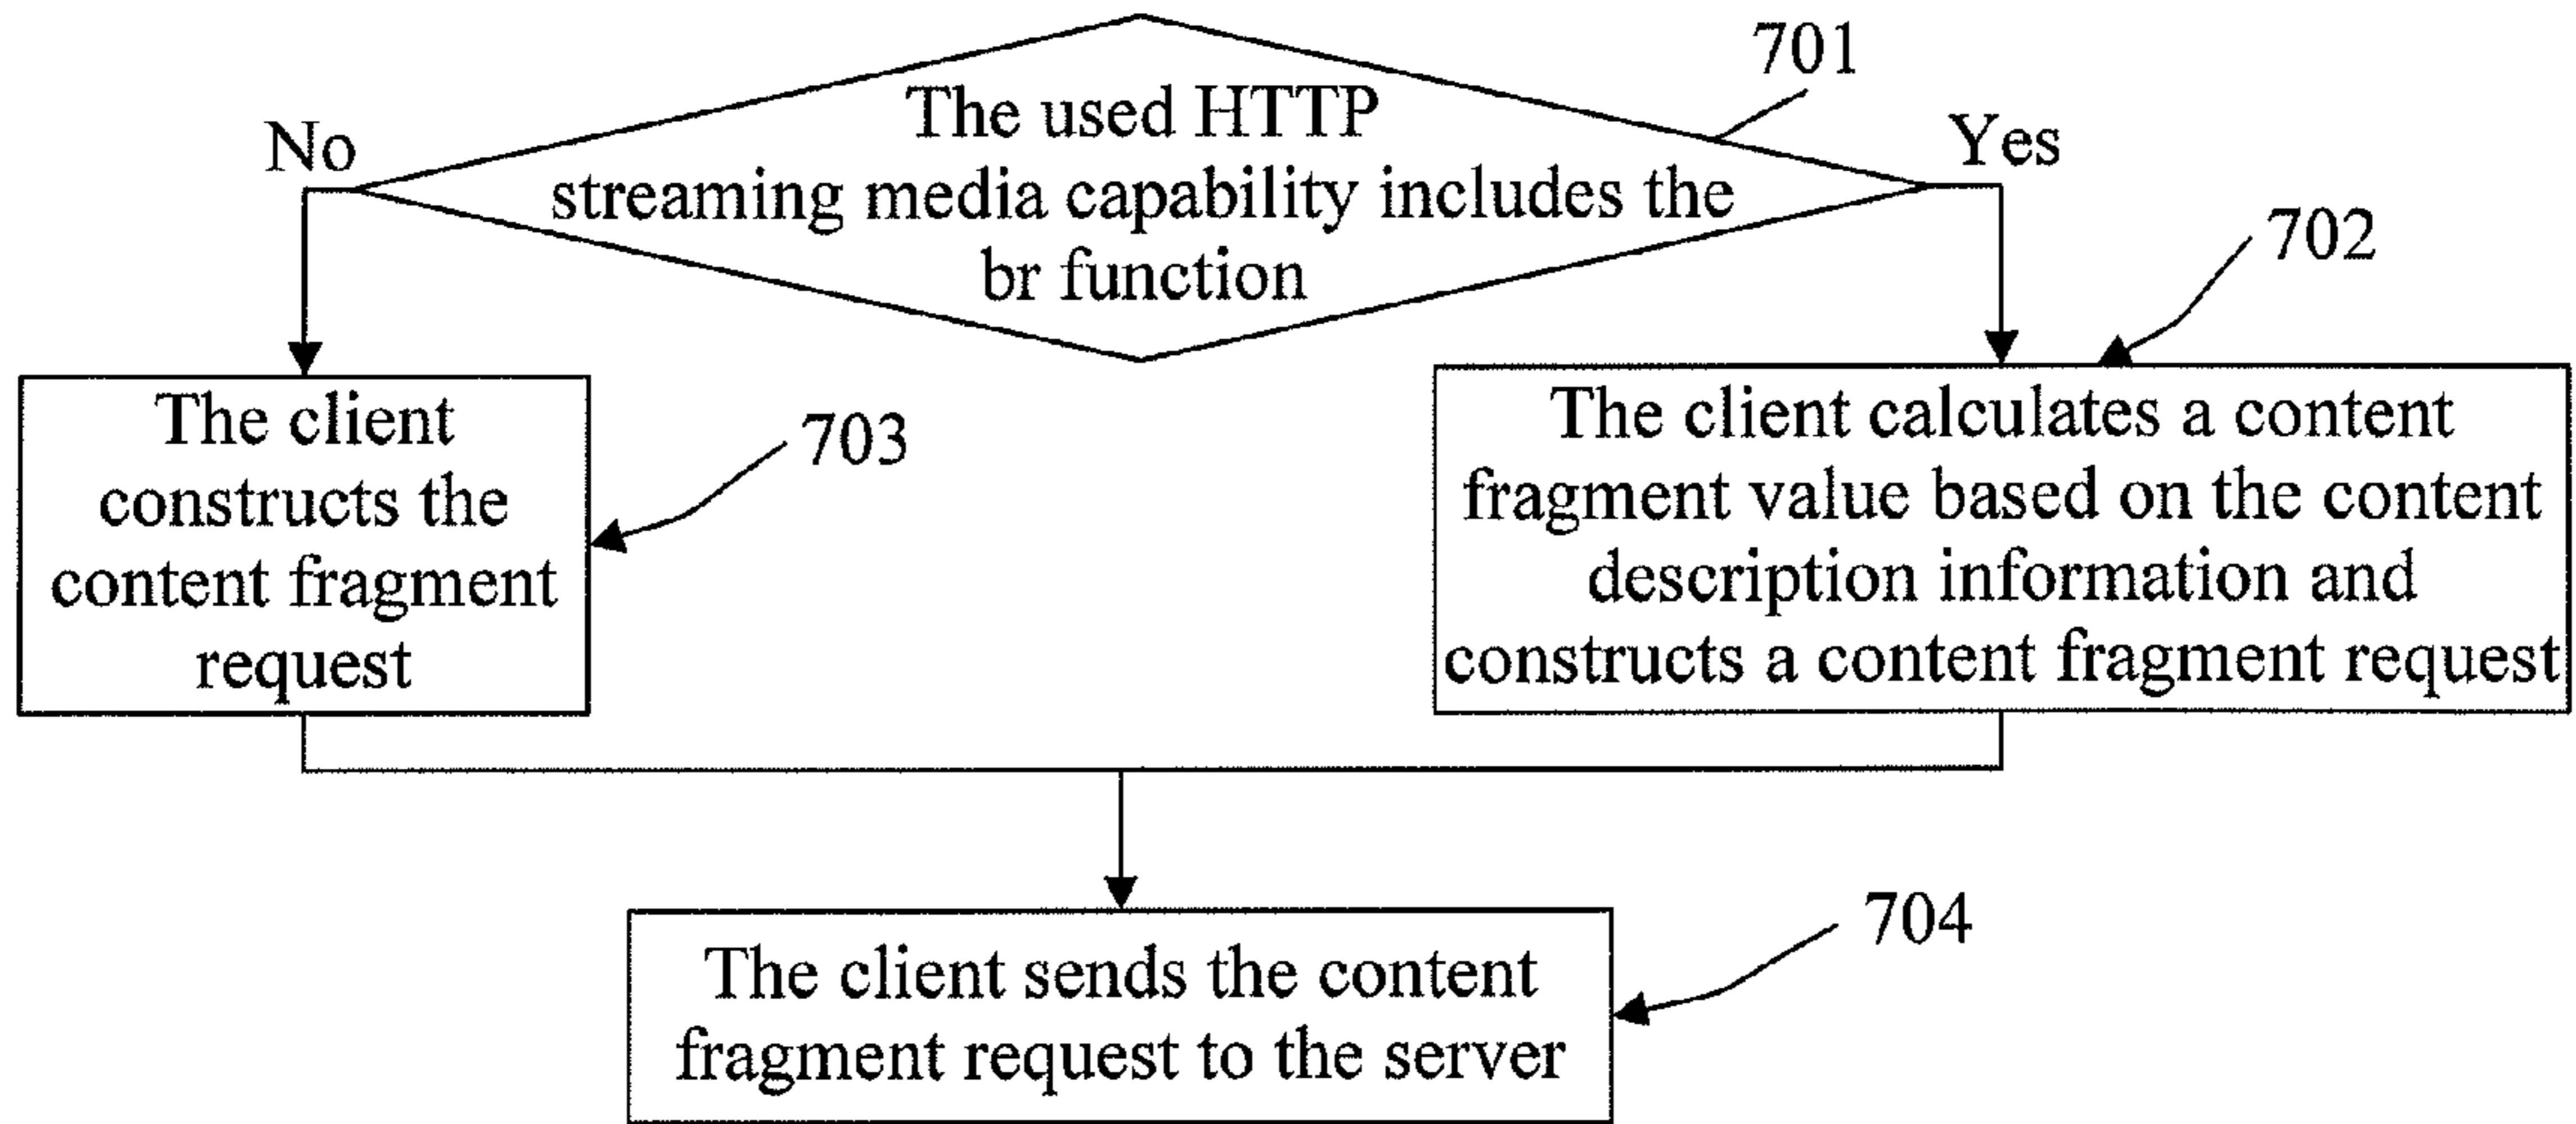 701
The used HTTP
streaming media capability includes the
br function
No
Yes
702
The client calculates a content
fragment value based on the content
description information and
constructs a content fragment request
703
The client
constructs the
content fragment
request
704
The client sends the content
fragment request to the server